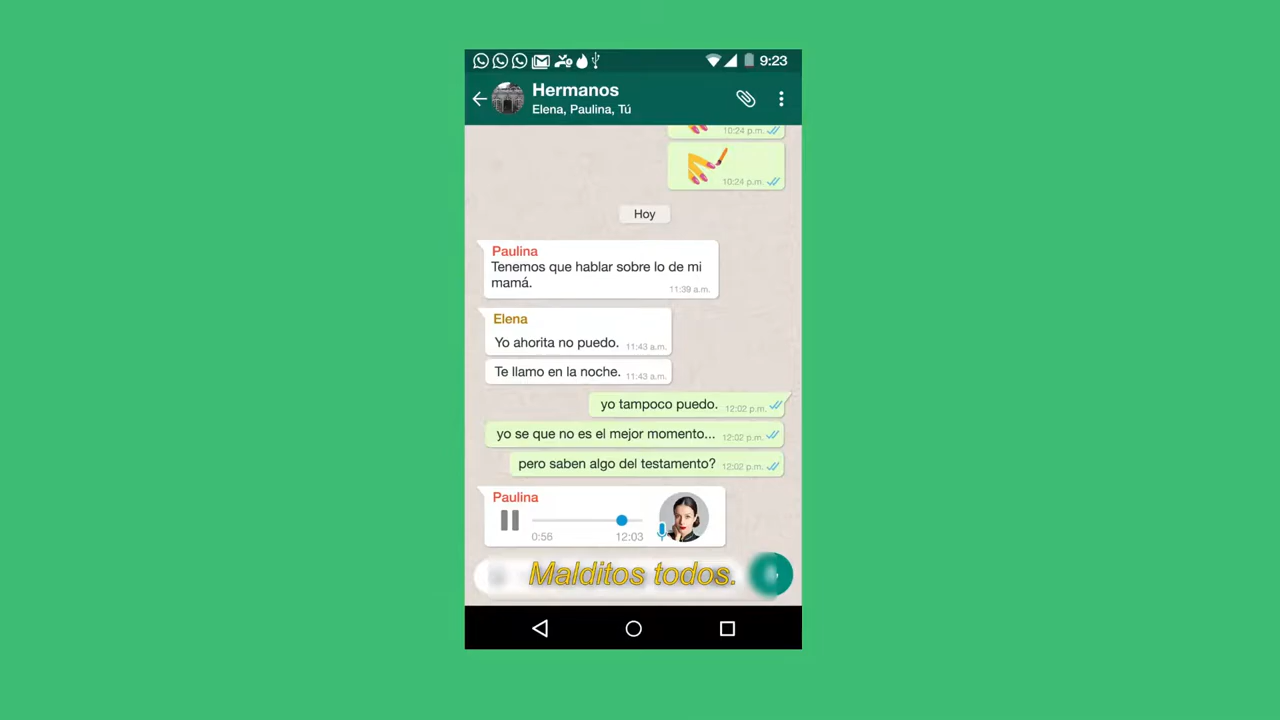 9:23
Hermanos
Elena, Paulina, Tú
10:24 p.m.
10:24 p.m.
Hoy
Paulina
Tenemos que hablar sobre lo de mi
mamá.
11:39 a.m.
Elena
Yo ahorita no puedo. 11:43 a.m.
Te llamo en la noche. 11:43 a.m.
yo tampoco puedo. 12:02 p.m.
yo se que no es el mejor momento... 12:02 p.m.
pero saben algo del testamento? 12:02 p.m.
Paulina
0:56 12:03
Malditos todos.